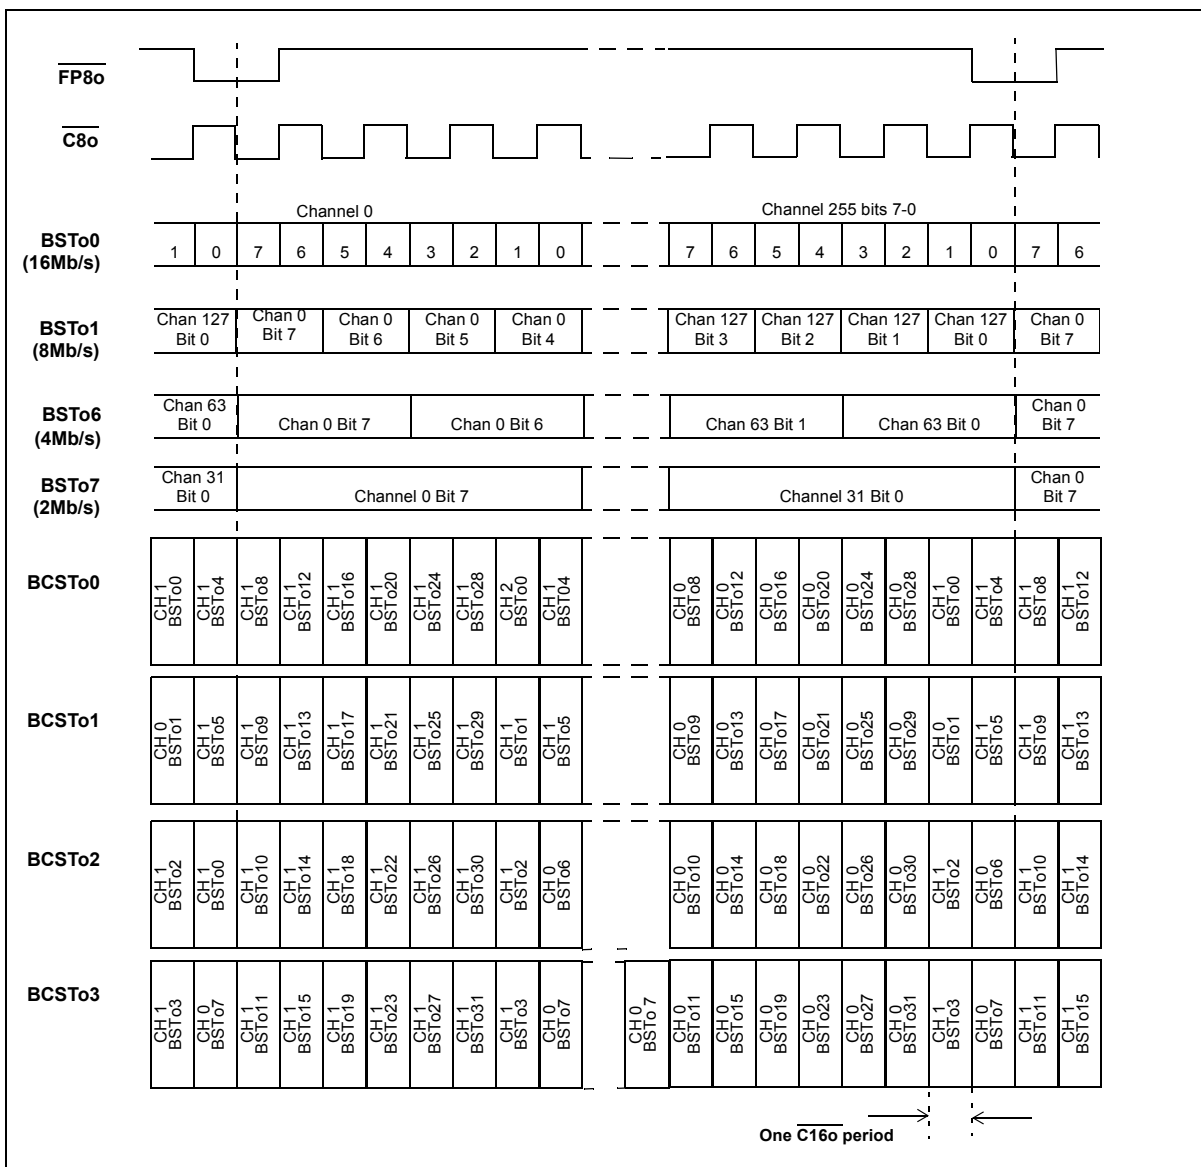 FP8o
C8o
Channel 0
Channel 255 bits 7-0
BSTo0
(16Mb/s)
1 0 7 6 5 4 3 2 1 0 7 6 5 4 3 2 1 0 7 6
BSTo1
(8Mb/s)
Chan 127 Bit 0
Chan 0 Bit 7
Chan 0 Bit 6
Chan 0 Bit 5
Chan 0 Bit 4
Chan 127 Bit 3
Chan 127 Bit 2
Chan 127 Bit 1
Chan 127 Bit 0
Chan 0 Bit 7
BSTo6
(4Mb/s)
Chan 63 Bit 0
Chan 0 Bit 7
Chan 0 Bit 6
Chan 63 Bit 1
Chan 63 Bit 0
Chan 0 Bit 7
BSTo7
(2Mb/s)
Chan 31 Bit 0
Channel 0 Bit 7
Channel 31 Bit 0
Chan 0 Bit 7
BCSTo0
CH 1 BSTo0
CH 1 BSTo4
CH 1 BSTo8
CH 1 BSTo12
CH 1 BSTo16
CH 1 BSTo20
CH 1 BSTo24
CH 1 BSTo28
CH 2 BSTo0
CH 1 BST04
CH 0 BSTo8
CH 0 BSTo12
CH 0 BSTo16
CH 0 BSTo20
CH 0 BSTo24
CH 0 BSTo28
CH 1 BSTo0
CH 1 BSTo4
CH 1 BSTo8
CH 1 BSTo12
BCSTo1
CH 0 BSTo1
CH 1 BSTo5
CH 1 BSTo9
CH 1 BSTo13
CH 1 BSTo17
CH 1 BSTo21
CH 1 BSTo25
CH 1 BSTo29
CH 1 BSTo1
CH 1 BSTo5
CH 0 BSTo9
CH 0 BSTo13
CH 0 BSTo17
CH 0 BSTo21
CH 0 BSTo25
CH 0 BSTo29
CH 0 BSTo1
CH 1 BSTo5
CH 1 BSTo9
CH 1 BSTo13
BCSTo2
CH 1 BSTo2
CH 1 BSTo0
CH 1 BSTo10
CH 1 BSTo14
CH 1 BSTo18
CH 1 BSTo22
CH 1 BSTo26
CH 1 BSTo30
CH 1 BSTo2
CH 0 BSTo6
CH 0 BSTo10
CH 0 BSTo14
CH 0 BSTo18
CH 0 BSTo22
CH 0 BSTo26
CH 0 BSTo30
CH 1 BSTo2
CH 0 BSTo6
CH 1 BSTo10
CH 1 BSTo14
BCSTo3
CH 1 BSTo3
CH 0 BSTo7
CH 1 BSTo11
CH 1 BSTo15
CH 1 BSTo19
CH 1 BSTo23
CH 1 BSTo27
CH 1 BSTo31
CH 1 BSTo3
CH 0 BSTo7
CH 0 BSTo7
CH 0 BSTo11
CH 0 BSTo15
CH 0 BSTo19
CH 0 BSTo23
CH 0 BSTo27
CH 0 BSTo31
CH 1 BSTo3
CH 0 BSTo7
CH 1 BSTo11
CH 1 BSTo15
One C16o period